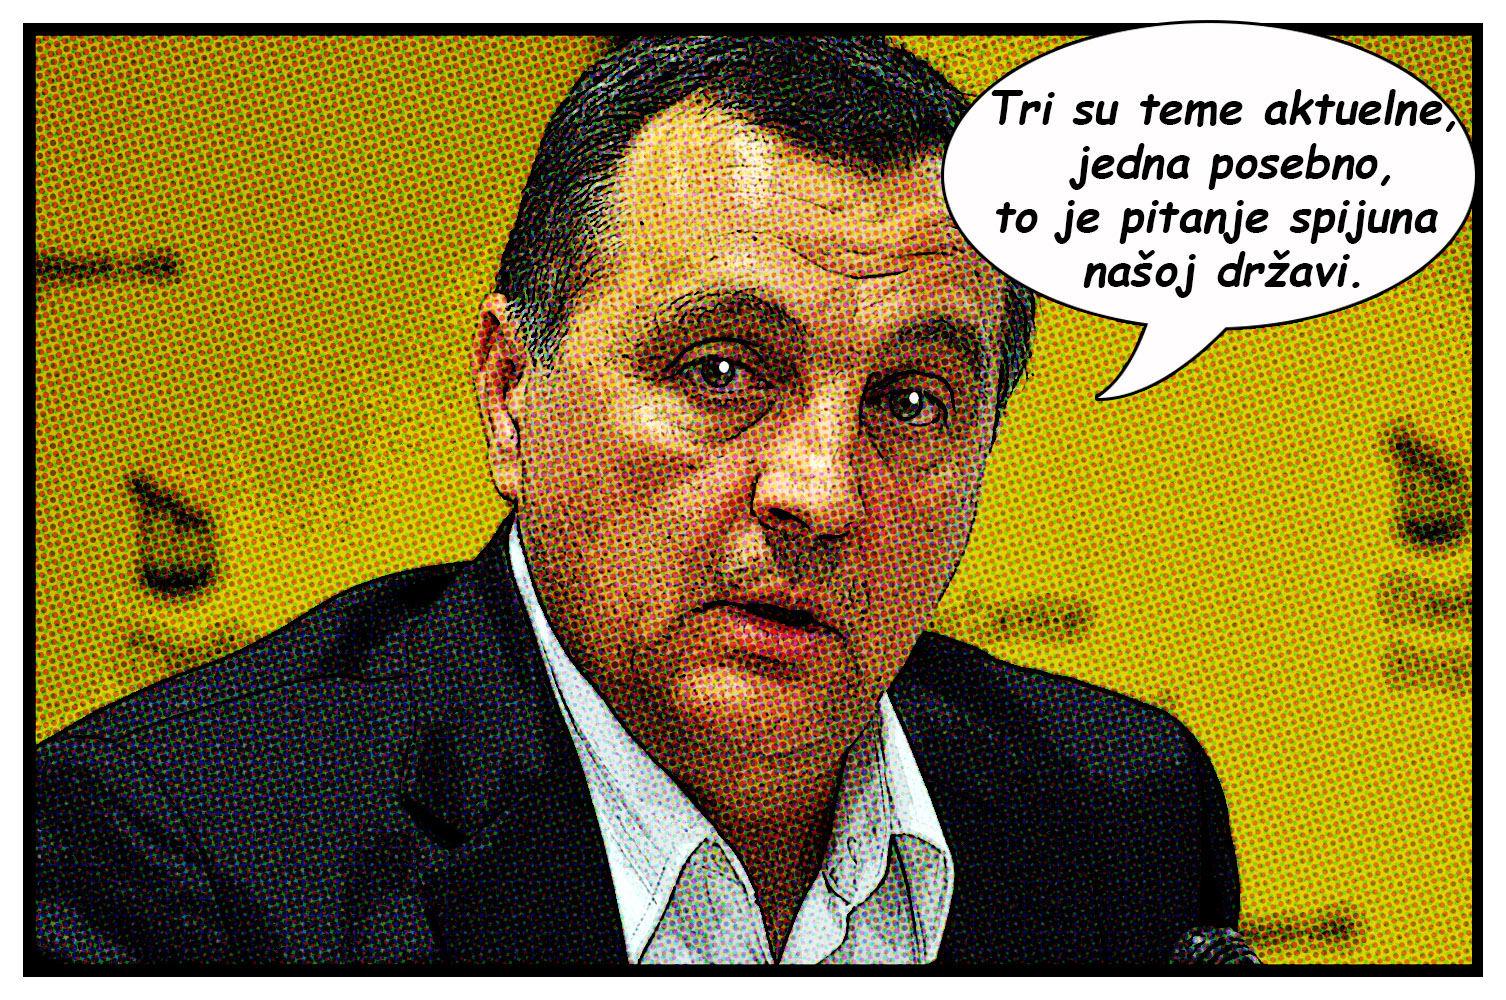 Tri su teme aktuelne,
jedna posebno,
to je pitanje spijuna
našoj državi.